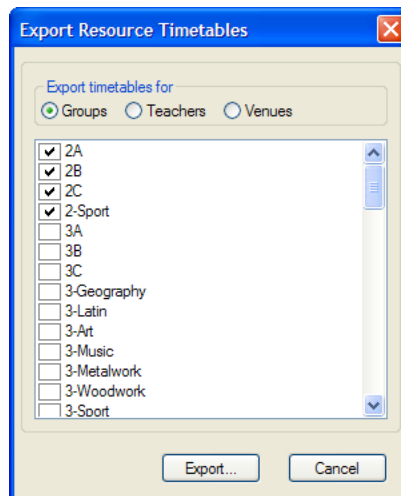 Export Resource Timetables
Export timetables for
Groups Teachers Venues
2A
2B
2C
2-Sport
3A
3B
3C
3-Geography
3-Latin
3-Art
3-Music
3-Metalwork
3-Woodwork
3-Sport
Export... Cancel